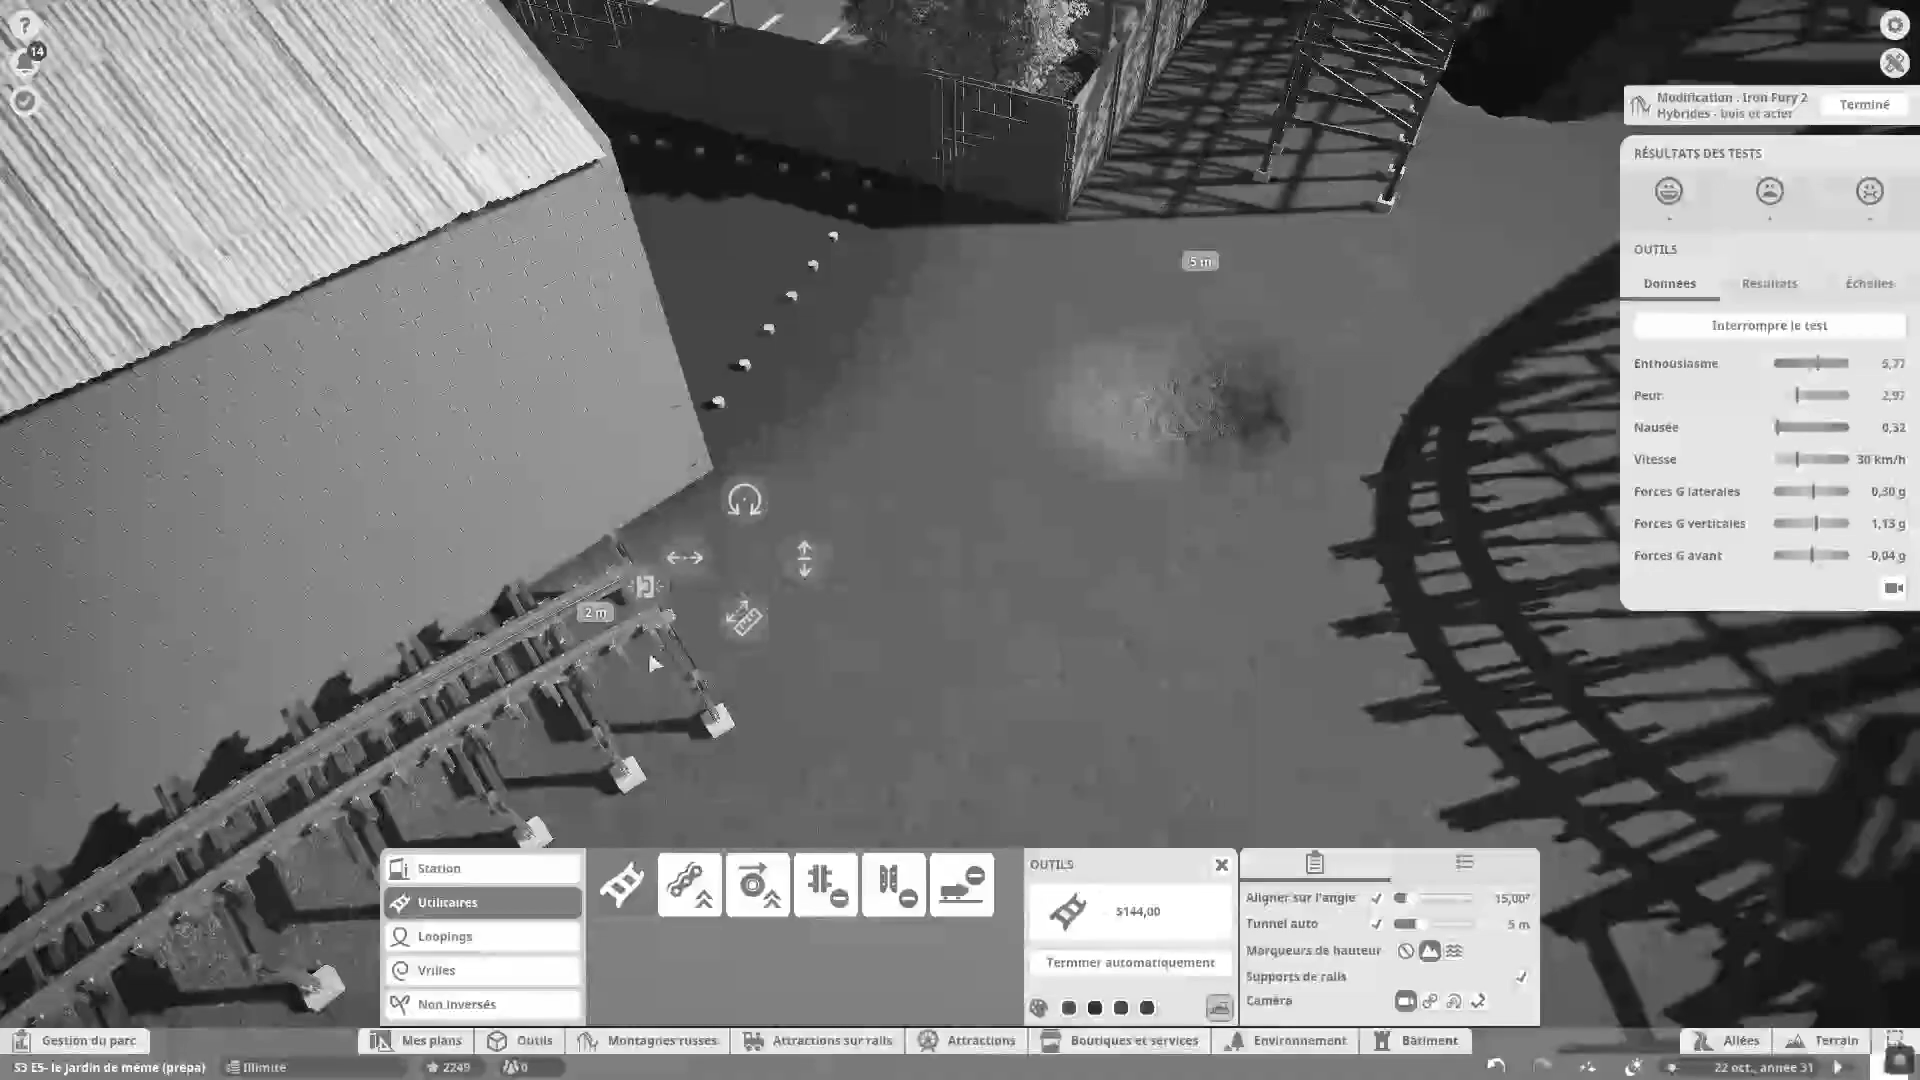 ?
14
Modification . Iron Fury 2
Hybrides - bois et acier
Terminé
RÉSULTATS DES TESTS
-
-
-
OUTILS
Données Résultats Échelles
Interrompre le test
Enthousiasme 5,77
Peur: 2,97
Nausée 0,32
Vitesse 30 km/h
Forces G latérales 0,30 g
Forces G verticales 1,13 g
Forces G avant -0,04 g
5 m
2 m
Station
Utilitaires
Loopings
Vrilles
Non inversés
OUTILS
$144,00
Terminer automatiquement
Aligner sur l'angle 15,00°
Tunnel auto 5 m
Marqueurs de hauteur
Supports de rails
Caméra
Gestion du parc Mes plans Outils Montagnes russes Attractions sur rails Attractions Boutiques et services Environnement Bâtiment Allées Terrain
S3 E5- le jardin de mémé (prépa) Illimité 2249 0 22 oct., année 31